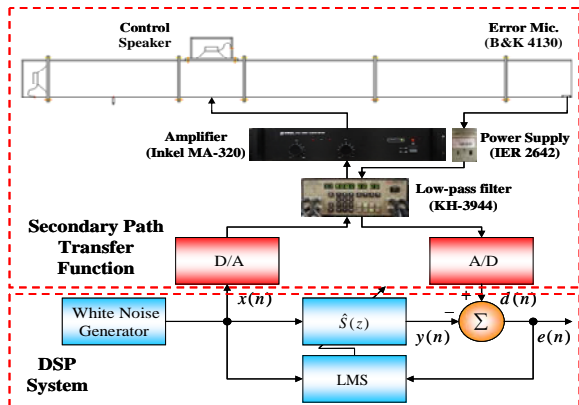 Control
Speaker
Error Mic.
(B&K 4130)
Amplifier
(Inkel MA-320)
Power Supply
(IER 2642)
Low-pass filter
(KH-3944)
Secondary Path
Transfer
Function
D/A
A/D
x(n)
+
d(n)
White Noise
Generator
Ŝ(z)
−
y(n)
Σ
e(n)
DSP
System
LMS